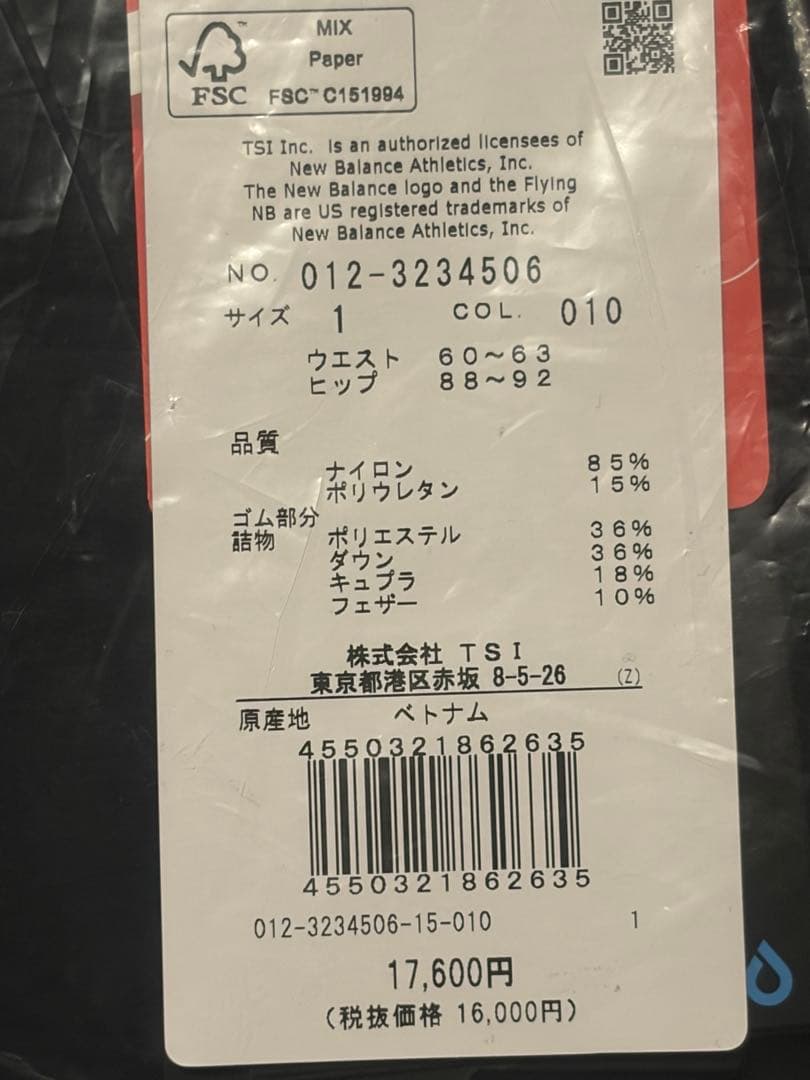 MIX
Paper
FSC™ FSC™ C151994
TSI Inc. is an authorized licensees of
New Balance Athletics, Inc.
The New Balance logo and the Flying
NB are US registered trademarks of
New Balance Athletics, Inc.
NO. 012-3234506
サイズ 1 COL. 010
ウエスト 60～63
ヒップ 88～92
品質
ナイロン 85%
ポリウレタン 15%
ゴム部分
詰物 ポリエステル 36%
ダウン 36%
キュプラ 18%
フェザー 10%
株式会社 TSI
東京都港区赤坂 8-5-26 (Z)
原産地 ベトナム
4550321862635
4550321862635
012-3234506-15-010 1
17,600円
(税抜価格 16,000円)